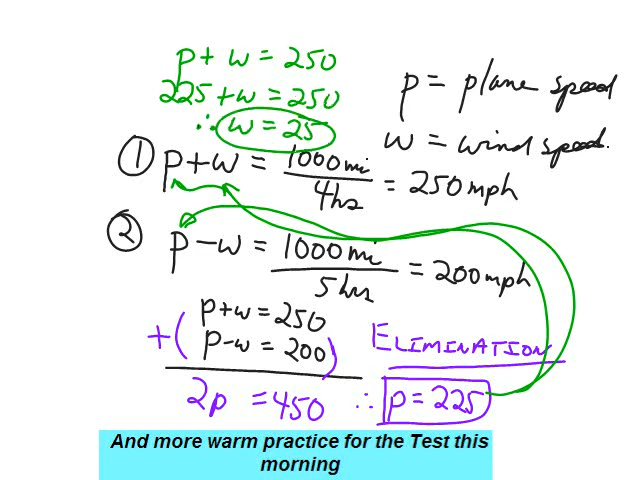 p + w = 250
225 + w = 250
∴ w = 25
p = plane speed
w = wind speed.
① p + w = 1000 mi / 4 hrs = 250 mph
② p - w = 1000 mi / 5 hrs = 200 mph
p + w = 250
+ ( p - w = 200 )
ELIMINATION
2p = 450 ∴ p = 225
And more warm practice for the Test this
morning